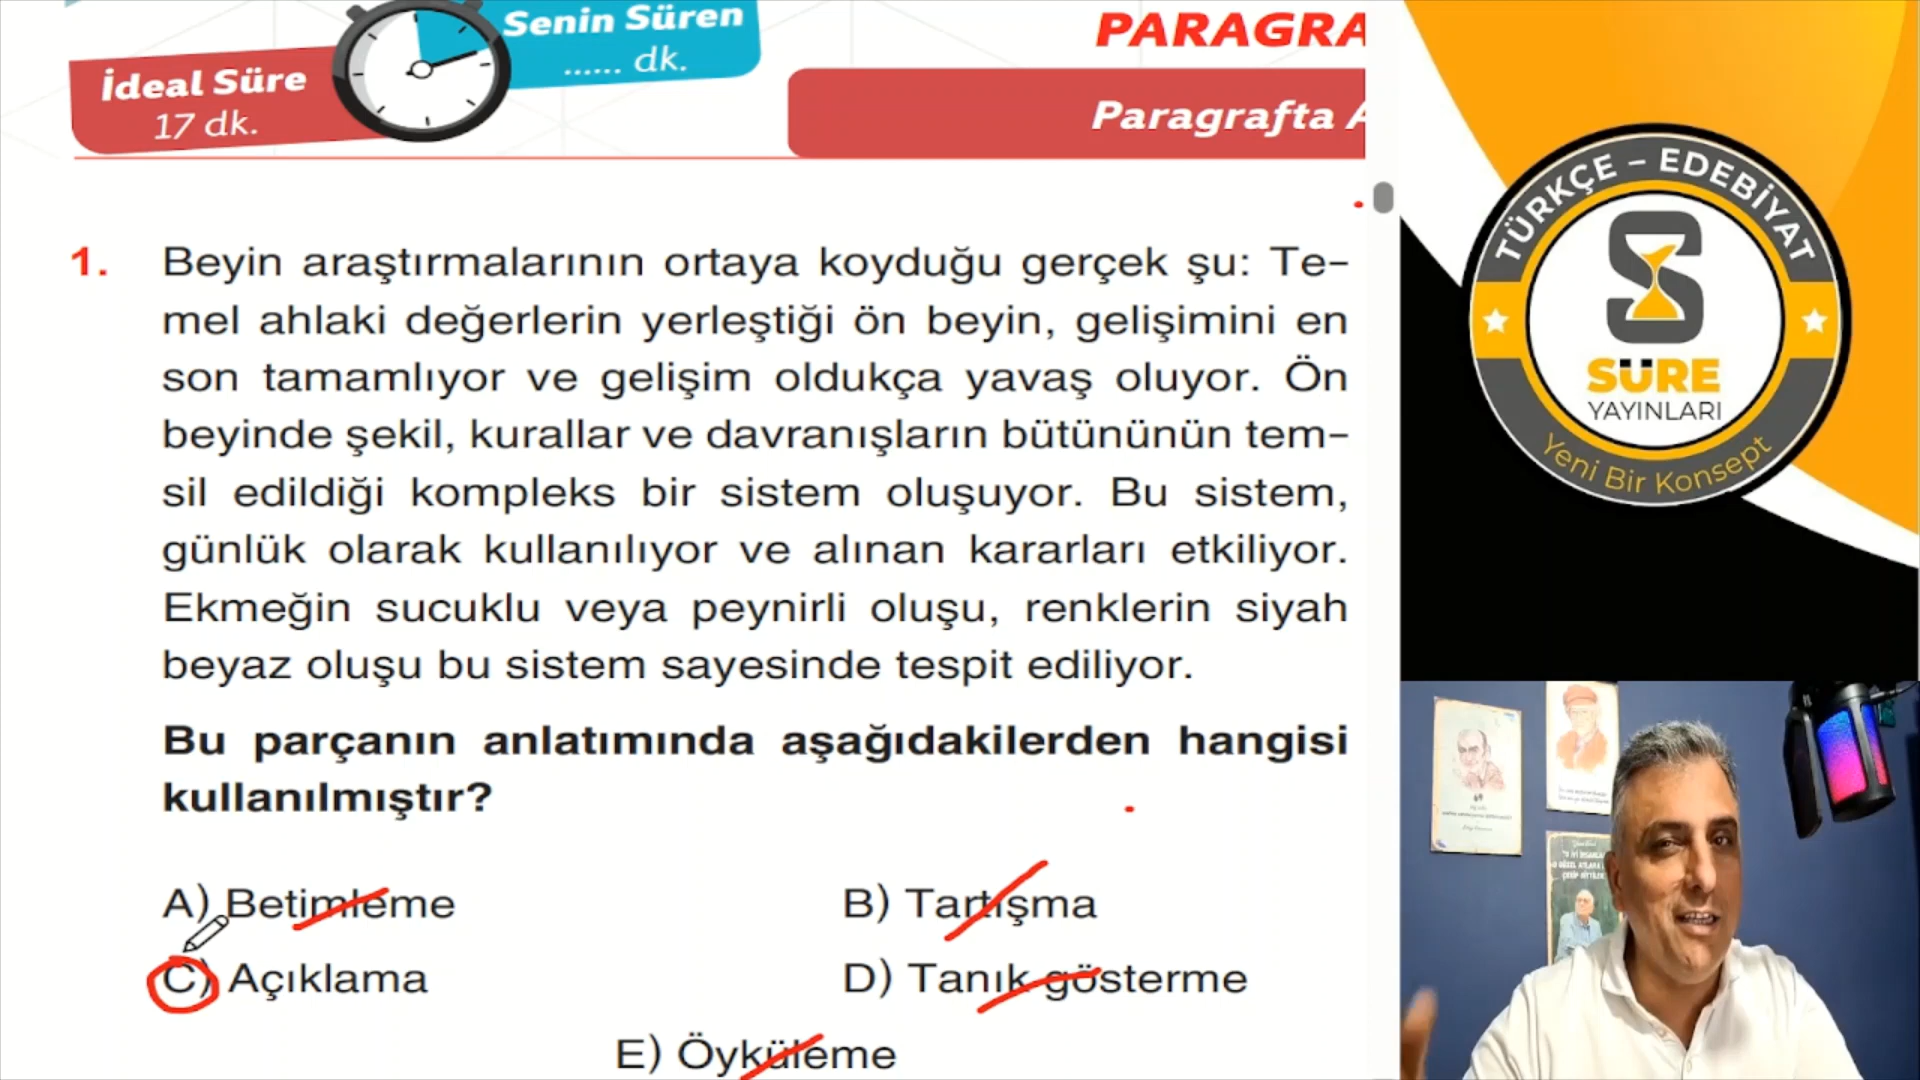 İdeal Süre
17 dk.
Senin Süren
...... dk.
PARAGRA
Paragrafta A
1. Beyin araştırmalarının ortaya koyduğu gerçek şu: Te-
mel ahlaki değerlerin yerleştiği ön beyin, gelişimini en
son tamamlıyor ve gelişim oldukça yavaş oluyor. Ön
beyinde şekil, kurallar ve davranışların bütününün tem-
sil edildiği kompleks bir sistem oluşuyor. Bu sistem,
günlük olarak kullanılıyor ve alınan kararları etkiliyor.
Ekmeğin sucuklu veya peynirli oluşu, renklerin siyah
beyaz oluşu bu sistem sayesinde tespit ediliyor.
Bu parçanın anlatımında aşağıdakilerden hangisi
kullanılmıştır?
A) Betimleme
B) Tartışma
C) Açıklama
D) Tanık gösterme
E) Öyküleme
TÜRKÇE – EDEBİYAT
SÜRE
YAYINLARI
Yeni Bir Konsept